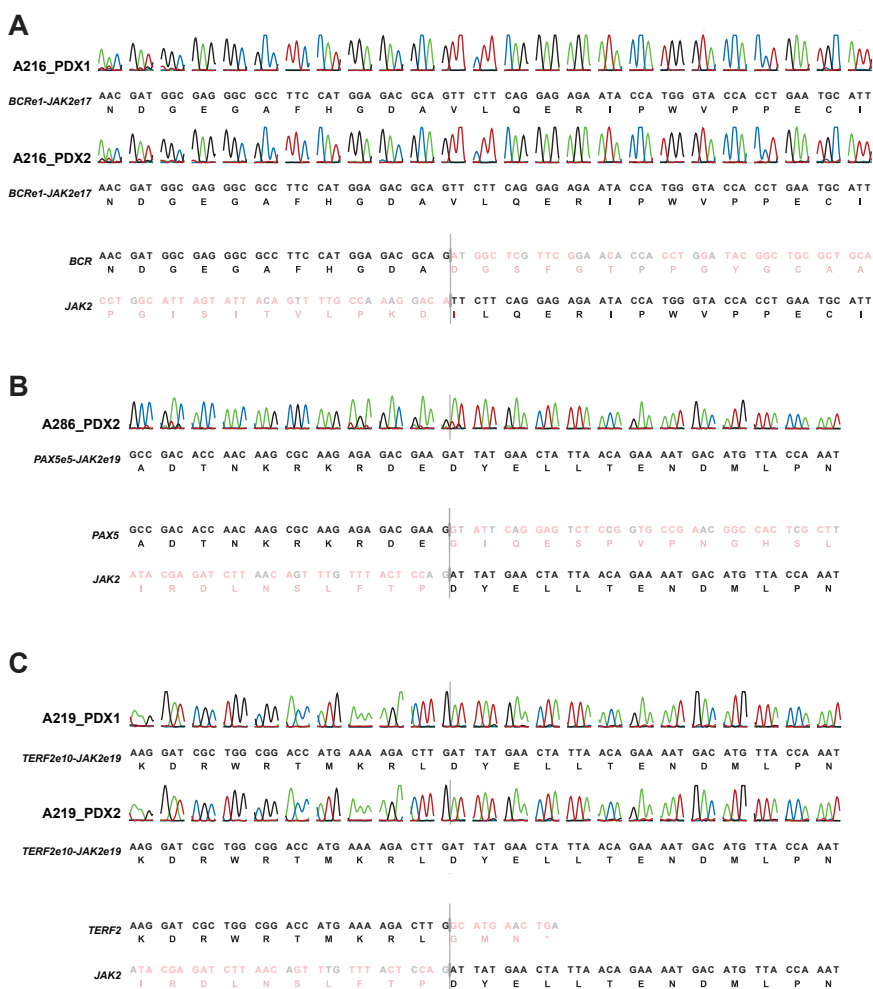 A
A216_PDX1
BCRe1-JAK2e17 AAC GAT GGC GAG GGC GCC TTC CAT GGA GAC GCA GTT CTT CAG GAG AGA ATA CCA TGG GTA CCA CCT GAA TGC ATT
N D G E G A F H G D A V L Q E R I P W V P P E C I
A216_PDX2
BCRe1-JAK2e17 AAC GAT GGC GAG GGC GCC TTC CAT GGA GAC GCA GTT CTT CAG GAG AGA ATA CCA TGG GTA CCA CCT GAA TGC ATT
N D G E G A F H G D A V L Q E R I P W V P P E C I
BCR AAC GAT GGC GAG GGC GCC TTC CAT GGA GAC GCA GAT GGC TCG TTC GGA ACA CCA CCT GGA TAC GGC TGC GCT GCA
N D G E G A F H G D A D G S F G T P P G Y G C A A
JAK2 CCT GGC ATT AGT ATT ACA GTT TTG CCA AAG GAC ATT CTT CAG GAG AGA ATA CCA TGG GTA CCA CCT GAA TGC ATT
P G I S I T V L P K D I L Q E R I P W V P P E C I
B
A286_PDX2
PAX5e5-JAK2e19 GCC GAC ACC AAC AAG CGC AAG AGA GAC GAA GAT TAT GAA CTA TTA ACA GAA AAT GAC ATG TTA CCA AAT
A D T N K R K R D E D Y E L L T E N D M L P N
PAX5 GCC GAC ACC AAC AAG CGC AAG AGA GAC GAA GGT ATT CAG GAG TCT CCG GTG CCG AAC GGC CAC TCG CTT
A D T N K R K R D E G I Q E S P V P N G H S L
JAK2 ATA CGA GAT CTT AAC AGT TTG TTT ACT CCA GAT TAT GAA CTA TTA ACA GAA AAT GAC ATG TTA CCA AAT
I R D L N S L F T P D Y E L L T E N D M L P N
C
A219_PDX1
TERF2e10-JAK2e19 AAG GAT CGC TGG CGG ACC ATG AAA AGA CTT GAT TAT GAA CTA TTA ACA GAA AAT GAC ATG TTA CCA AAT
K D R W R T M K R L D Y E L L T E N D M L P N
A219_PDX2
TERF2e10-JAK2e19 AAG GAT CGC TGG CGG ACC ATG AAA AGA CTT GAT TAT GAA CTA TTA ACA GAA AAT GAC ATG TTA CCA AAT
K D R W R T M K R L D Y E L L T E N D M L P N
TERF2 AAG GAT CGC TGG CGG ACC ATG AAA AGA CTT GGC ATG AAC TGA
K D R W R T M K R L G M N *
JAK2 ATA CGA GAT CTT AAC AGT TTG TTT ACT CCA GAT TAT GAA CTA TTA ACA GAA AAT GAC ATG TTA CCA AAT
I R D L N S L F T P D Y E L L T E N D M L P N